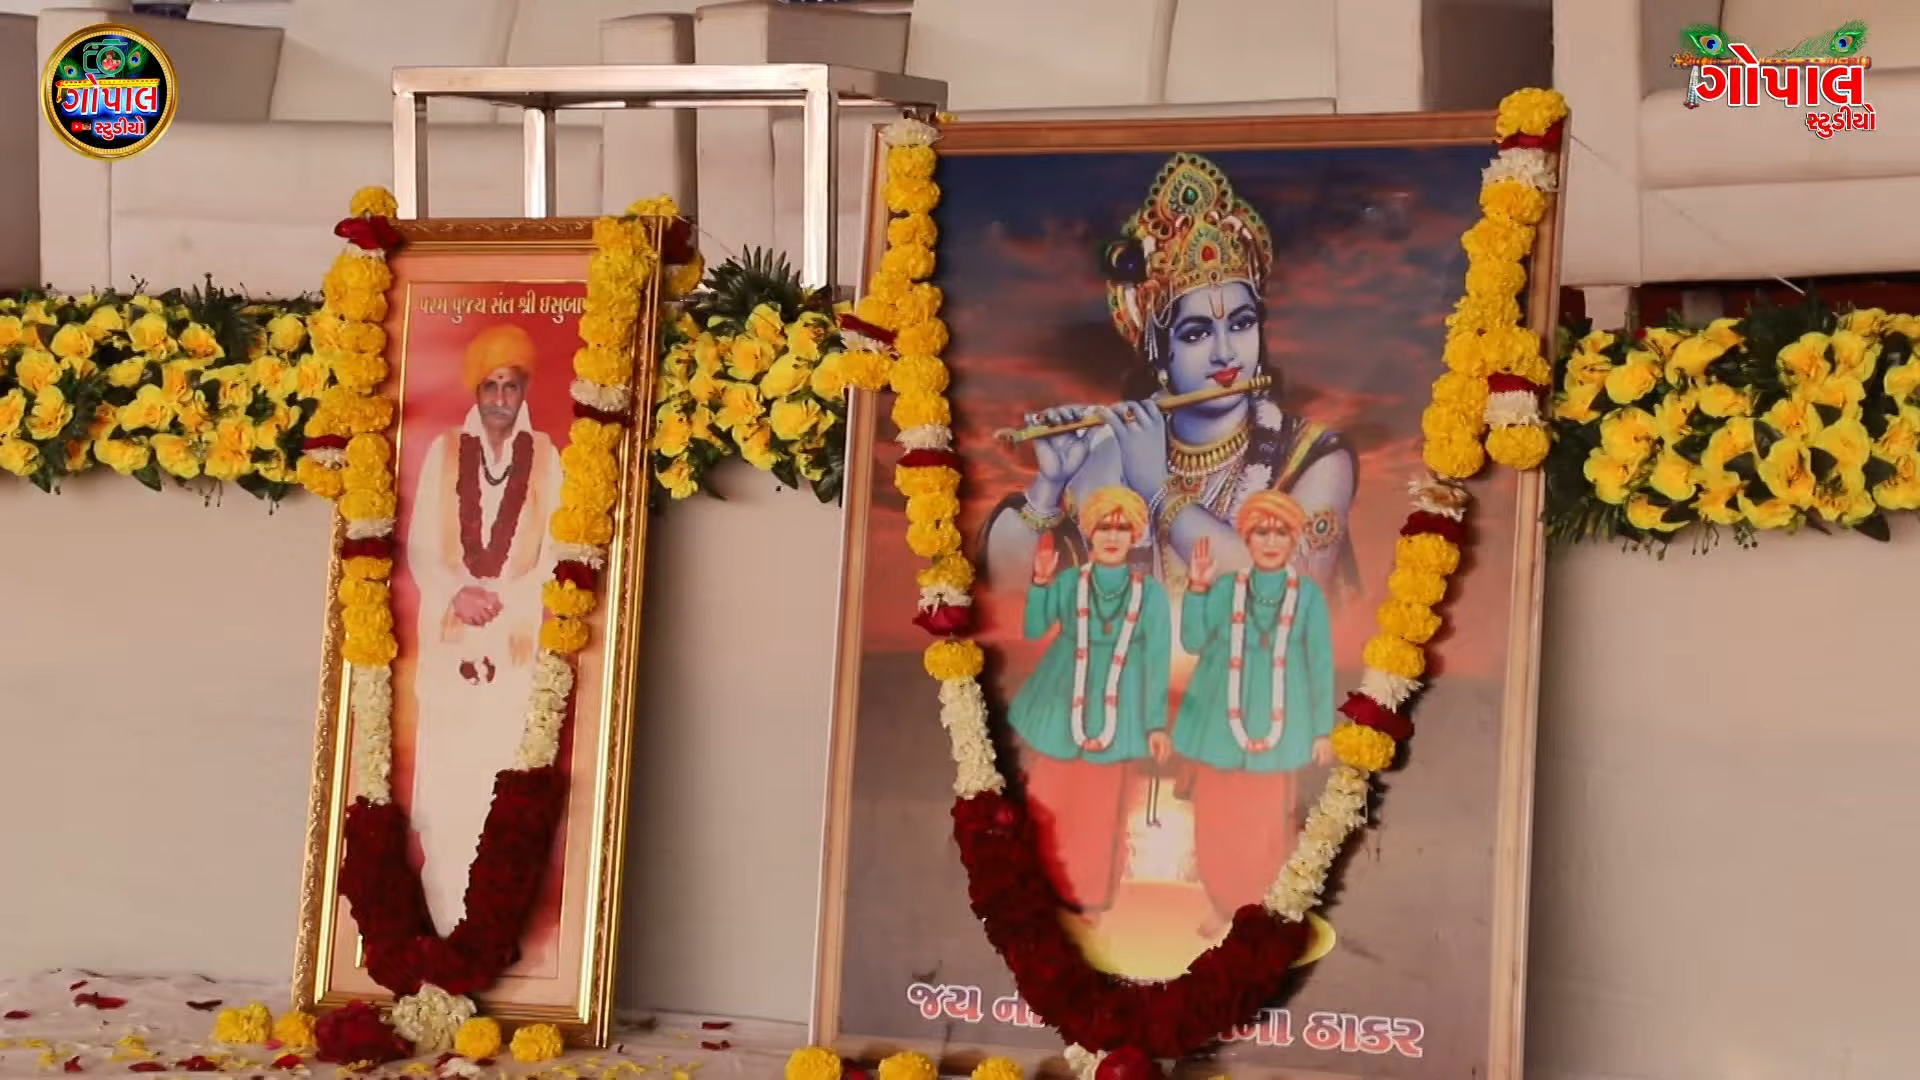 ગોપાલ
સ્ટુડીયો
ગોપાલ
સ્ટુડીયો
પરમ પુજ્ય સંત શ્રી ઇસુબાપ
જય
ના ઠાકર